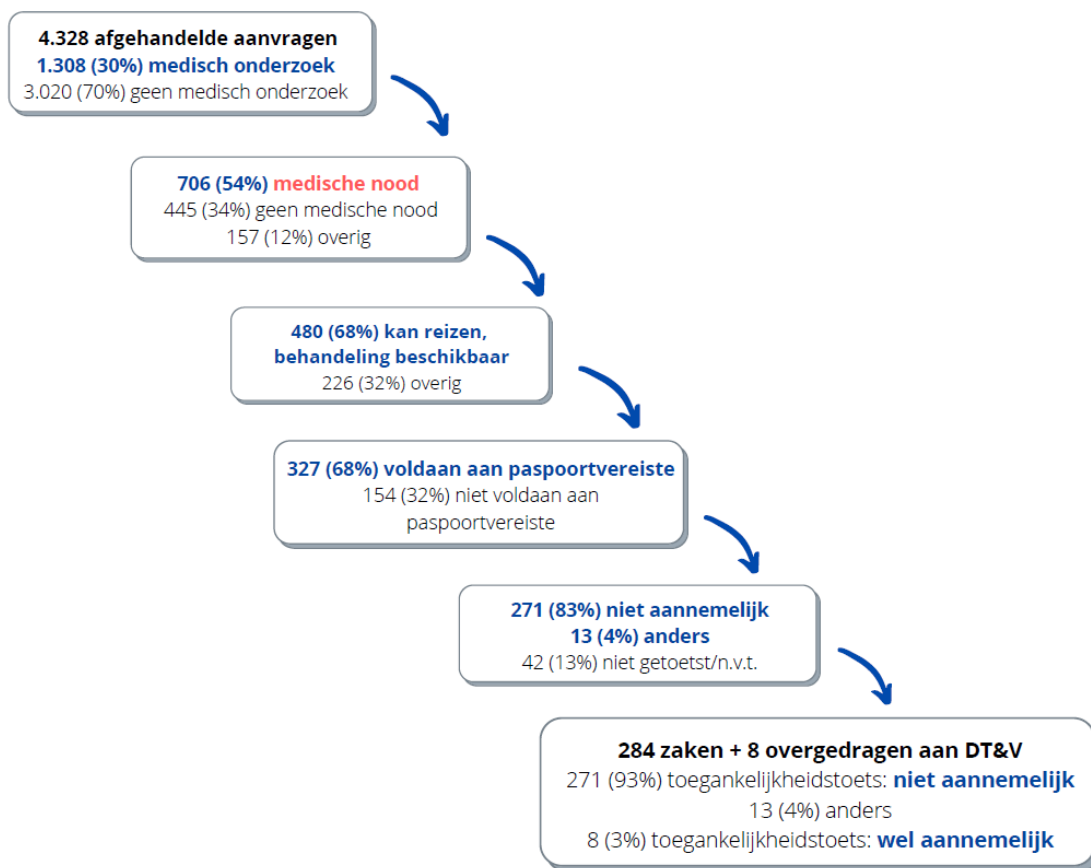 4.328 afgehandelde aanvragen
1.308 (30%) medisch onderzoek
3.020 (70%) geen medisch onderzoek
706 (54%) medische nood
445 (34%) geen medische nood
157 (12%) overig
480 (68%) kan reizen,
behandeling beschikbaar
226 (32%) overig
327 (68%) voldaan aan paspoortvereiste
154 (32%) niet voldaan aan
paspoortvereiste
271 (83%) niet aannemelijk
13 (4%) anders
42 (13%) niet getoetst/n.v.t.
284 zaken + 8 overgedragen aan DT&V
271 (93%) toegankelijkheidstoets: niet aannemelijk
13 (4%) anders
8 (3%) toegankelijkheidstoets: wel aannemelijk